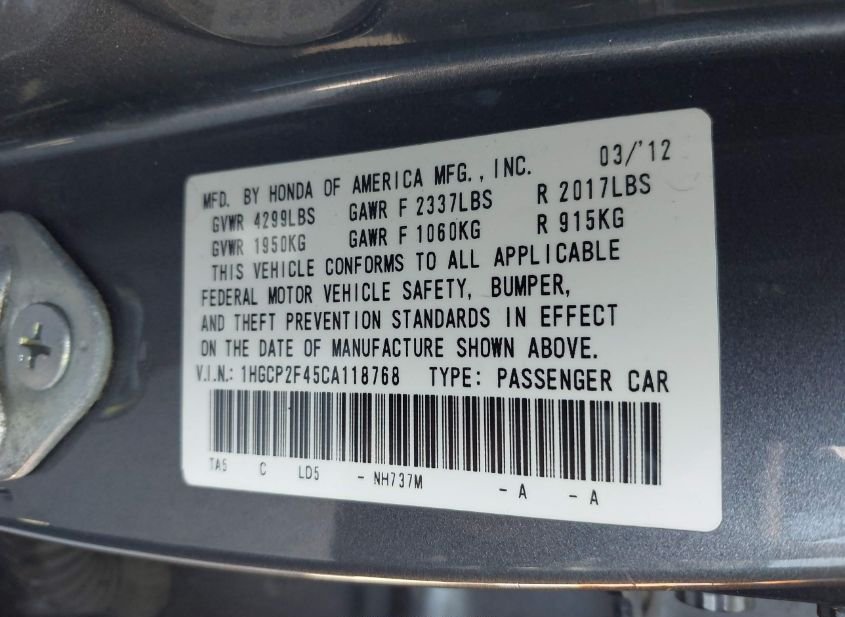 03/'12
MFD. BY HONDA OF AMERICA MFG., INC.
GVWR 4299LBS GAWR F 2337LBS R 2017LBS
GVWR 1950KG GAWR F 1060KG R 915KG
THIS VEHICLE CONFORMS TO ALL APPLICABLE
FEDERAL MOTOR VEHICLE SAFETY, BUMPER,
AND THEFT PREVENTION STANDARDS IN EFFECT
ON THE DATE OF MANUFACTURE SHOWN ABOVE.
V.I.N.: 1HGCP2F45CA118768 TYPE: PASSENGER CAR
TA5 C LD5 - NH737M - A - A